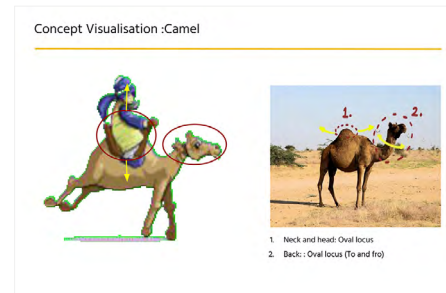 Concept Visualisation :Camel
1.
2.
1. Neck and head: Oval locus
2. Back: : Oval locus (To and fro)